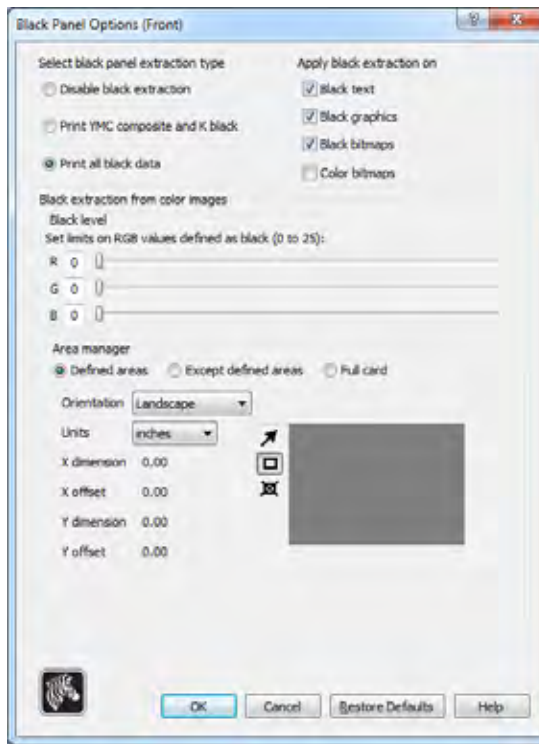 Black Panel Options (Front)
Select black panel extraction type
Disable black extraction
Print YMC composite and K black
Print all black data
Apply black extraction on
Black text
Black graphics
Black bitmaps
Color bitmaps
Black extraction from color images
Black level
Set limits on RGB values defined as black (0 to 25):
R 0
G 0
B 0
Area manager
Defined areas Except defined areas Full card
Orientation Landscape
Units inches
X dimension 0.00
X offset 0.00
Y dimension 0.00
Y offset 0.00
OK Cancel Restore Defaults Help